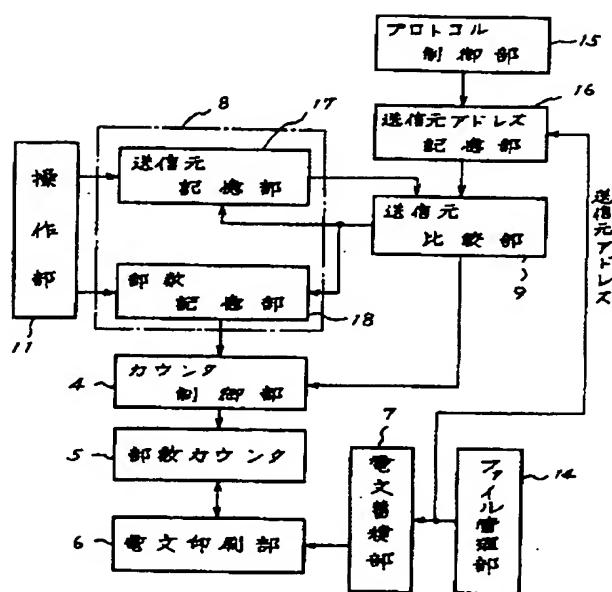 プロトコル
制御部
15
16
送信元アドレス
記憶部
8
17
送信元
記憶部
操作部
11
送信元
比較部
9
送信元アドレス
部数
記憶部
18
4
カウンタ
制御部
5
部数カウンタ
7
電文蓄積部
14
ファイル管理部
6
電文印刷部